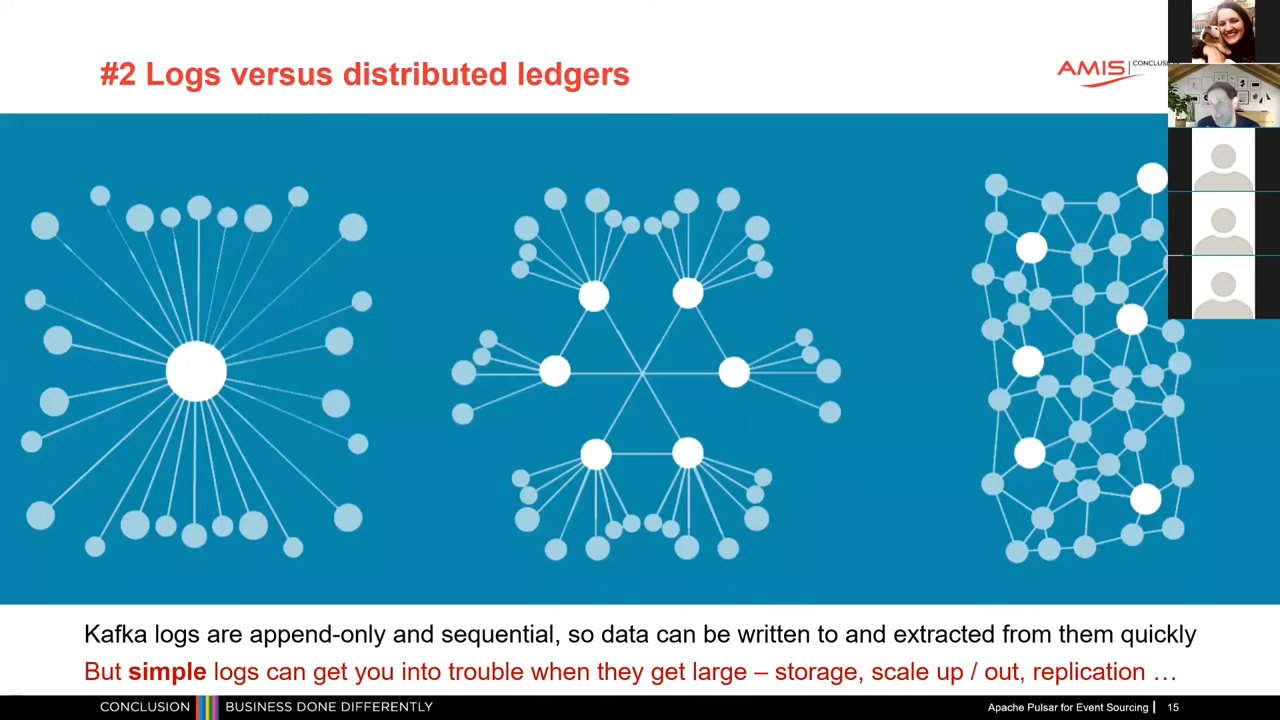 #2 Logs versus distributed ledgers
AMIS
Kafka logs are append-only and sequential, so data can be written to and extracted from them quickly
But simple logs can get you into trouble when they get large – storage, scale up / out, replication …
CONCLUSION BUSINESS DONE DIFFERENTLY
Apache Pulsar for Event Sourcing 15